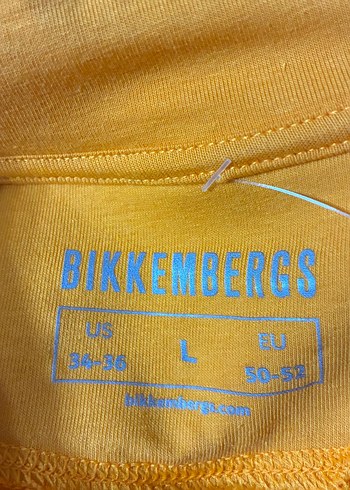 BIKKEMBERGS
US L EU
34-36 50-52
bikkembergs.com